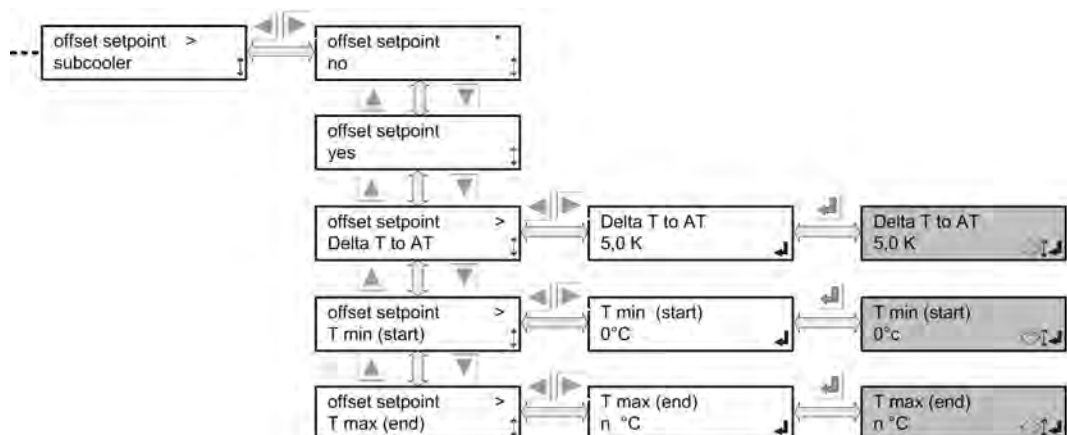 offset setpoint >
subcooler
offset setpoint *
no
offset setpoint
yes
offset setpoint >
Delta T to AT
Delta T to AT
5,0 K
Delta T to AT
5,0 K
offset setpoint >
T min (start)
T min (start)
0°C
T min (start)
0°c
offset setpoint >
T max (end)
T max (end)
n °C
T max (end)
n °C